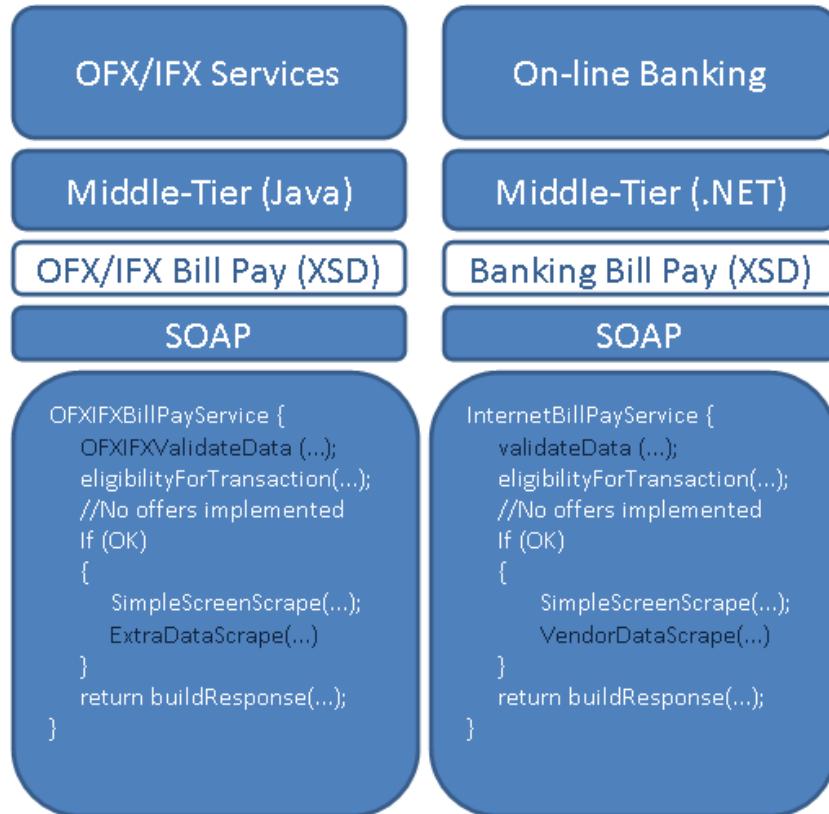 OFX/IFX Services
Middle-Tier (Java)
OFX/IFX Bill Pay (XSD)
SOAP
OFXIFXBillPayService {
OFXIFXValidateData (...);
eligibilityForTransaction(...);
//No offers implemented
If (OK)
{
SimpleScreenScrape(...);
ExtraDataScrape(...)
}
return buildResponse(...);
}
On-line Banking
Middle-Tier (.NET)
Banking Bill Pay (XSD)
SOAP
InternetBillPayService {
validateData (...);
eligibilityForTransaction(...);
//No offers implemented
If (OK)
{
SimpleScreenScrape(...);
VendorDataScrape(...)
}
return buildResponse(...);
}